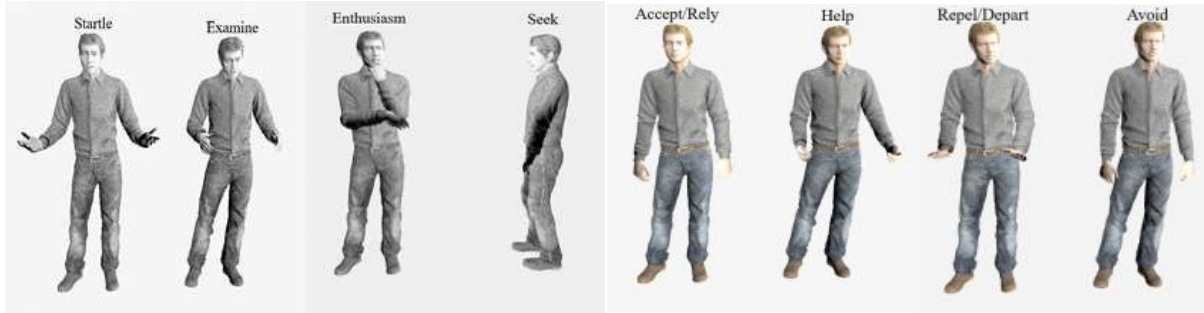 Startle
Examine
Enthusiasm
Seek
Accept/Rely
Help
Repel/Depart
Avoid